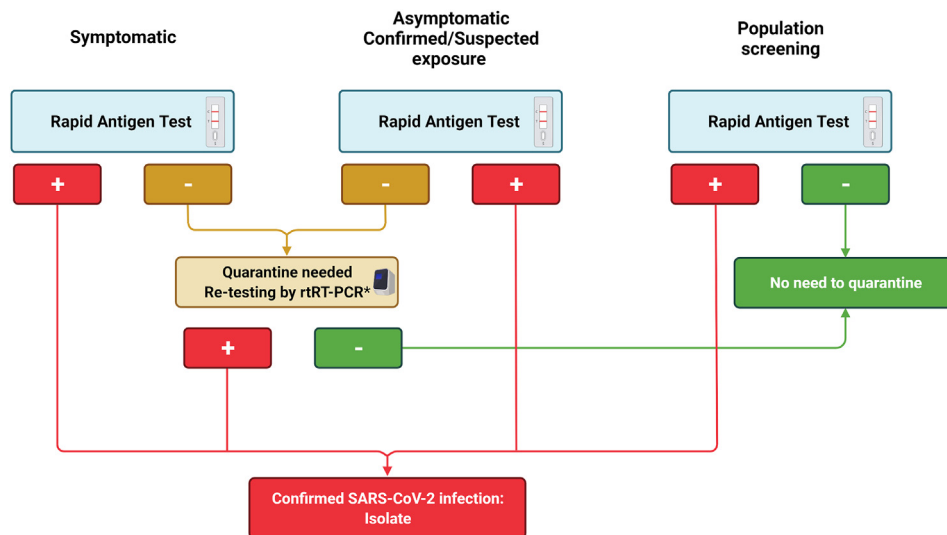 Symptomatic
Asymptomatic
Confirmed/Suspected
exposure
Population
screening
Rapid Antigen Test
Rapid Antigen Test
Rapid Antigen Test
+
-
-
+
+
-
Quarantine needed
Re-testing by rtRT-PCR*
No need to quarantine
+
-
Confirmed SARS-CoV-2 infection:
Isolate